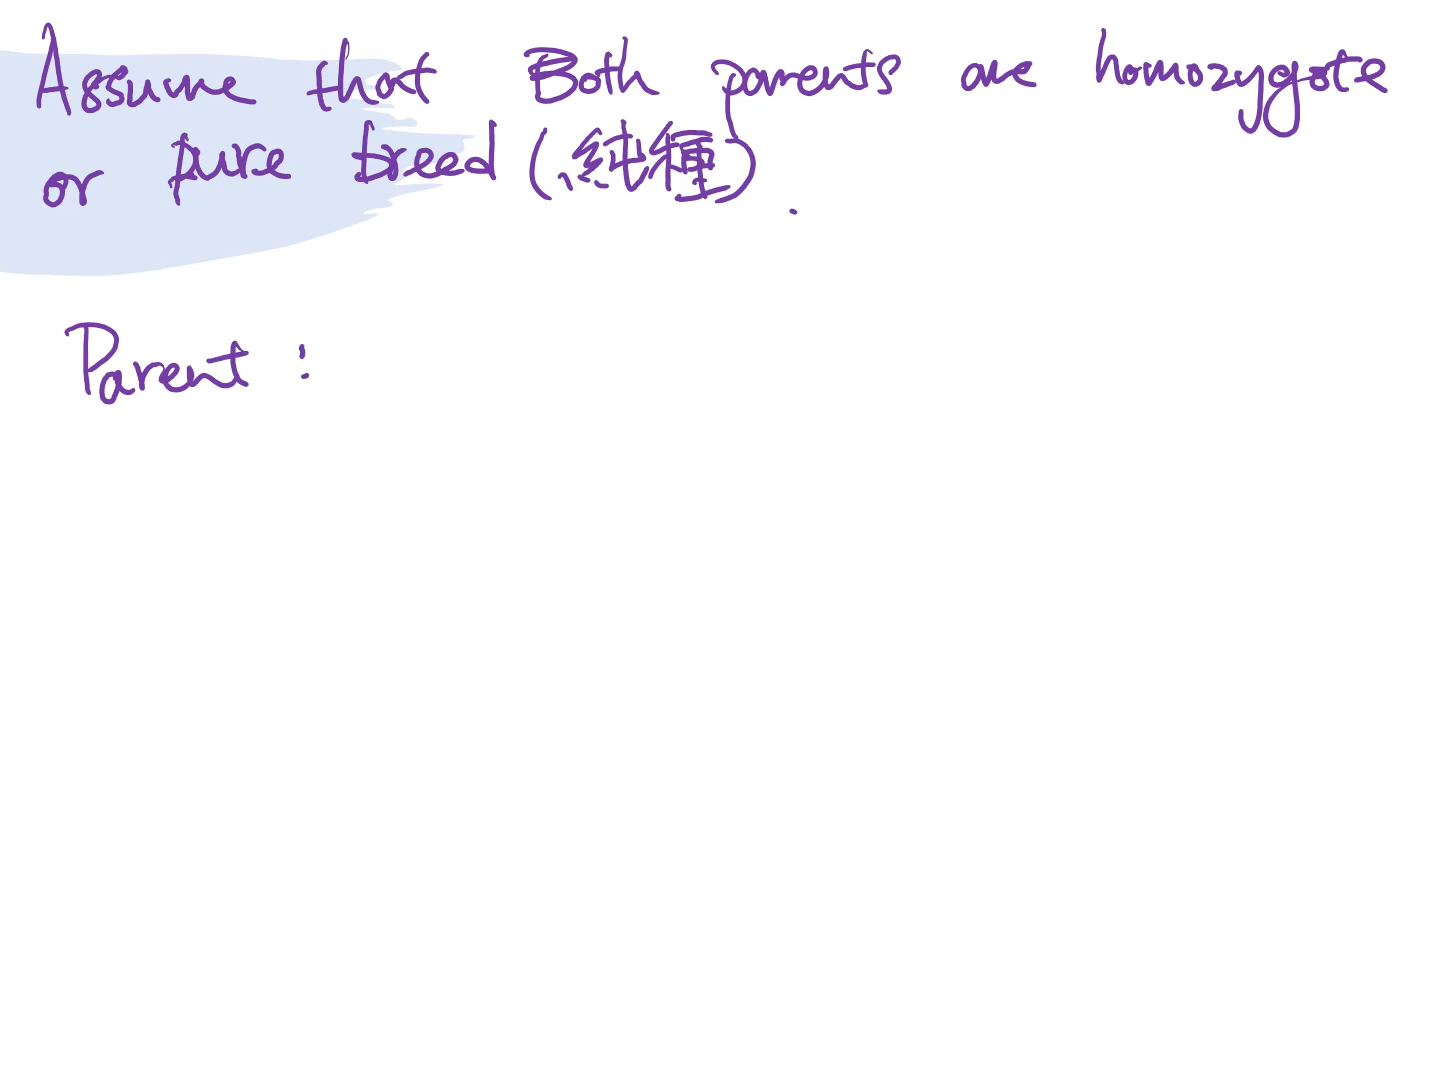 Assume that Both parents are homozygote
or pure breed (純種).
Parent :